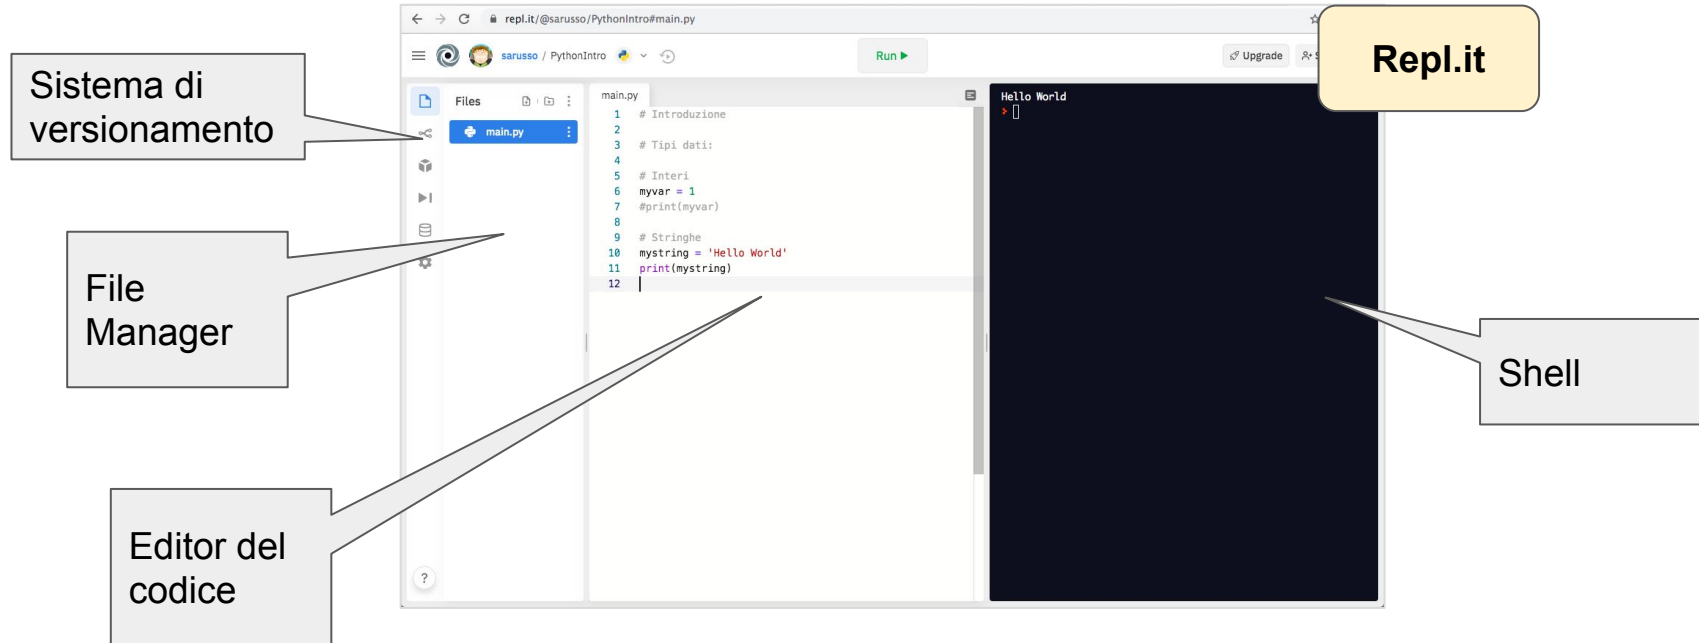 repl.it/@sarusso/PythonIntro#main.py
Repl.it
sarusso / PythonIntro
Run
Upgrade
Sistema di
versionamento
Files
main.py
File
Manager
Editor del
codice
?
main.py
1 # Introduzione
2
3 # Tipi dati:
4
5 # Interi
6 myvar = 1
7 #print(myvar)
8
9 # Stringhe
10 mystring = 'Hello World'
11 print(mystring)
12
Hello World
>
Shell